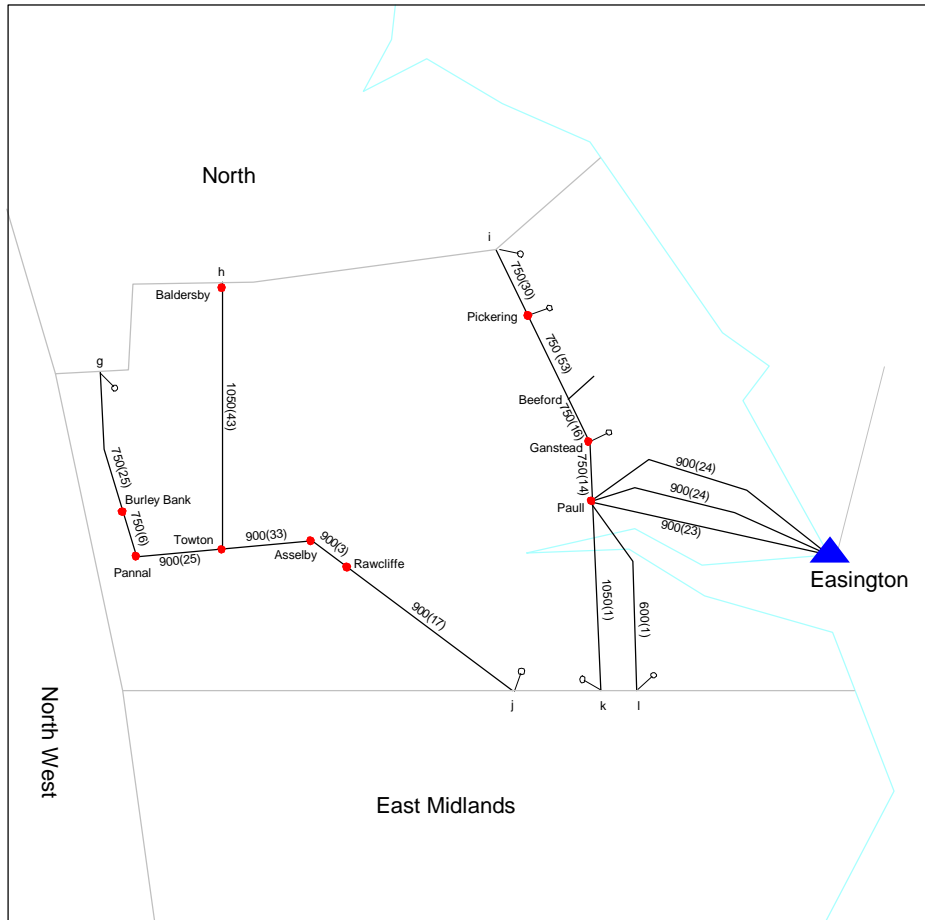 North
i
750(30)
h
Baldersby
Pickering
750 (53)
g
1050(43)
Beeford
750(16)
Ganstead
750(14)
900(24)
900(24)
900(23)
Paull
750(25)
Burley Bank
750(6)
Towton
900(33)
900(25)
Pannal
Asselby
900(3)
Rawcliffe
900(17)
Easington
1050(1)
600(1)
j
k
l
North West
East Midlands